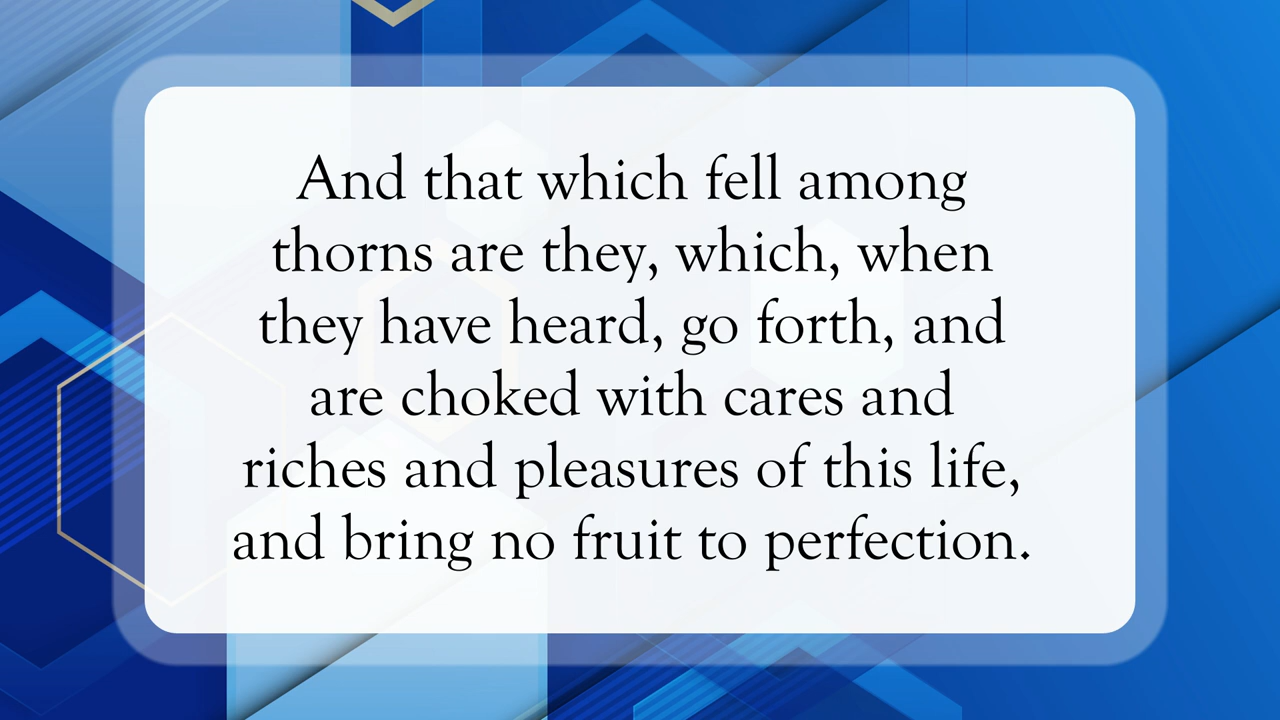 And that which fell among
thorns are they, which, when
they have heard, go forth, and
are choked with cares and
riches and pleasures of this life,
and bring no fruit to perfection.